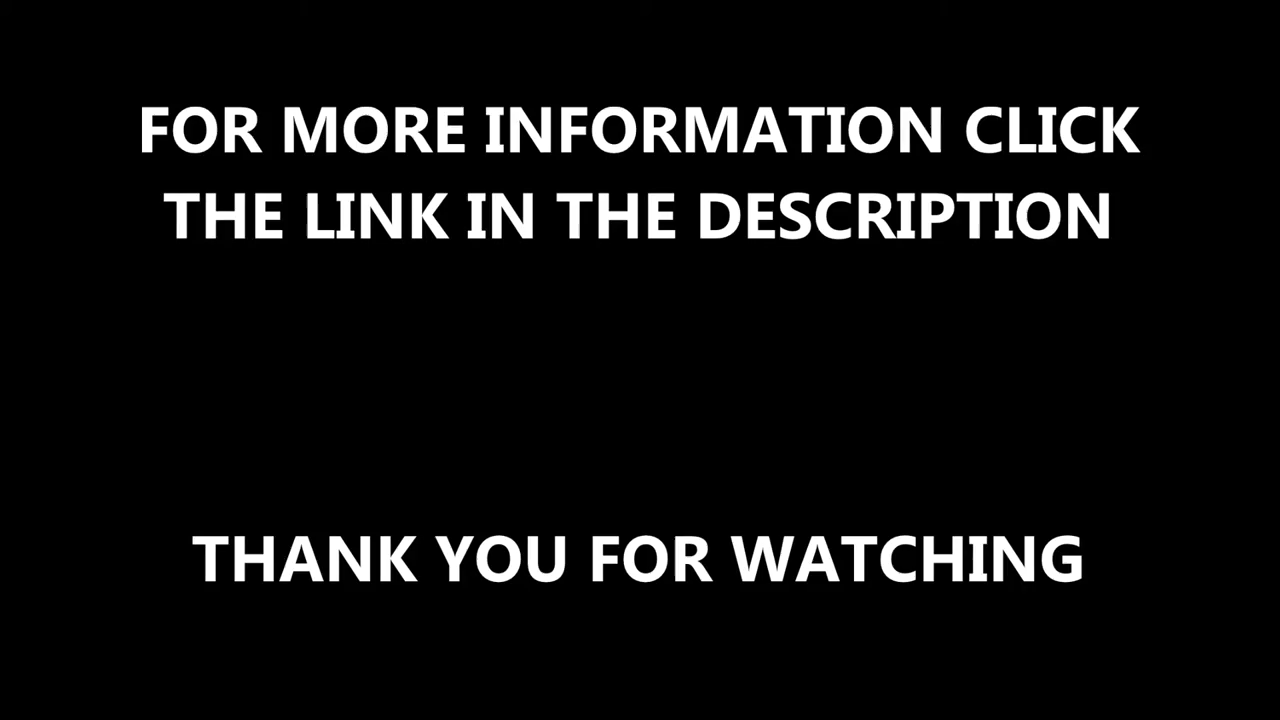 FOR MORE INFORMATION CLICK
THE LINK IN THE DESCRIPTION
THANK YOU FOR WATCHING